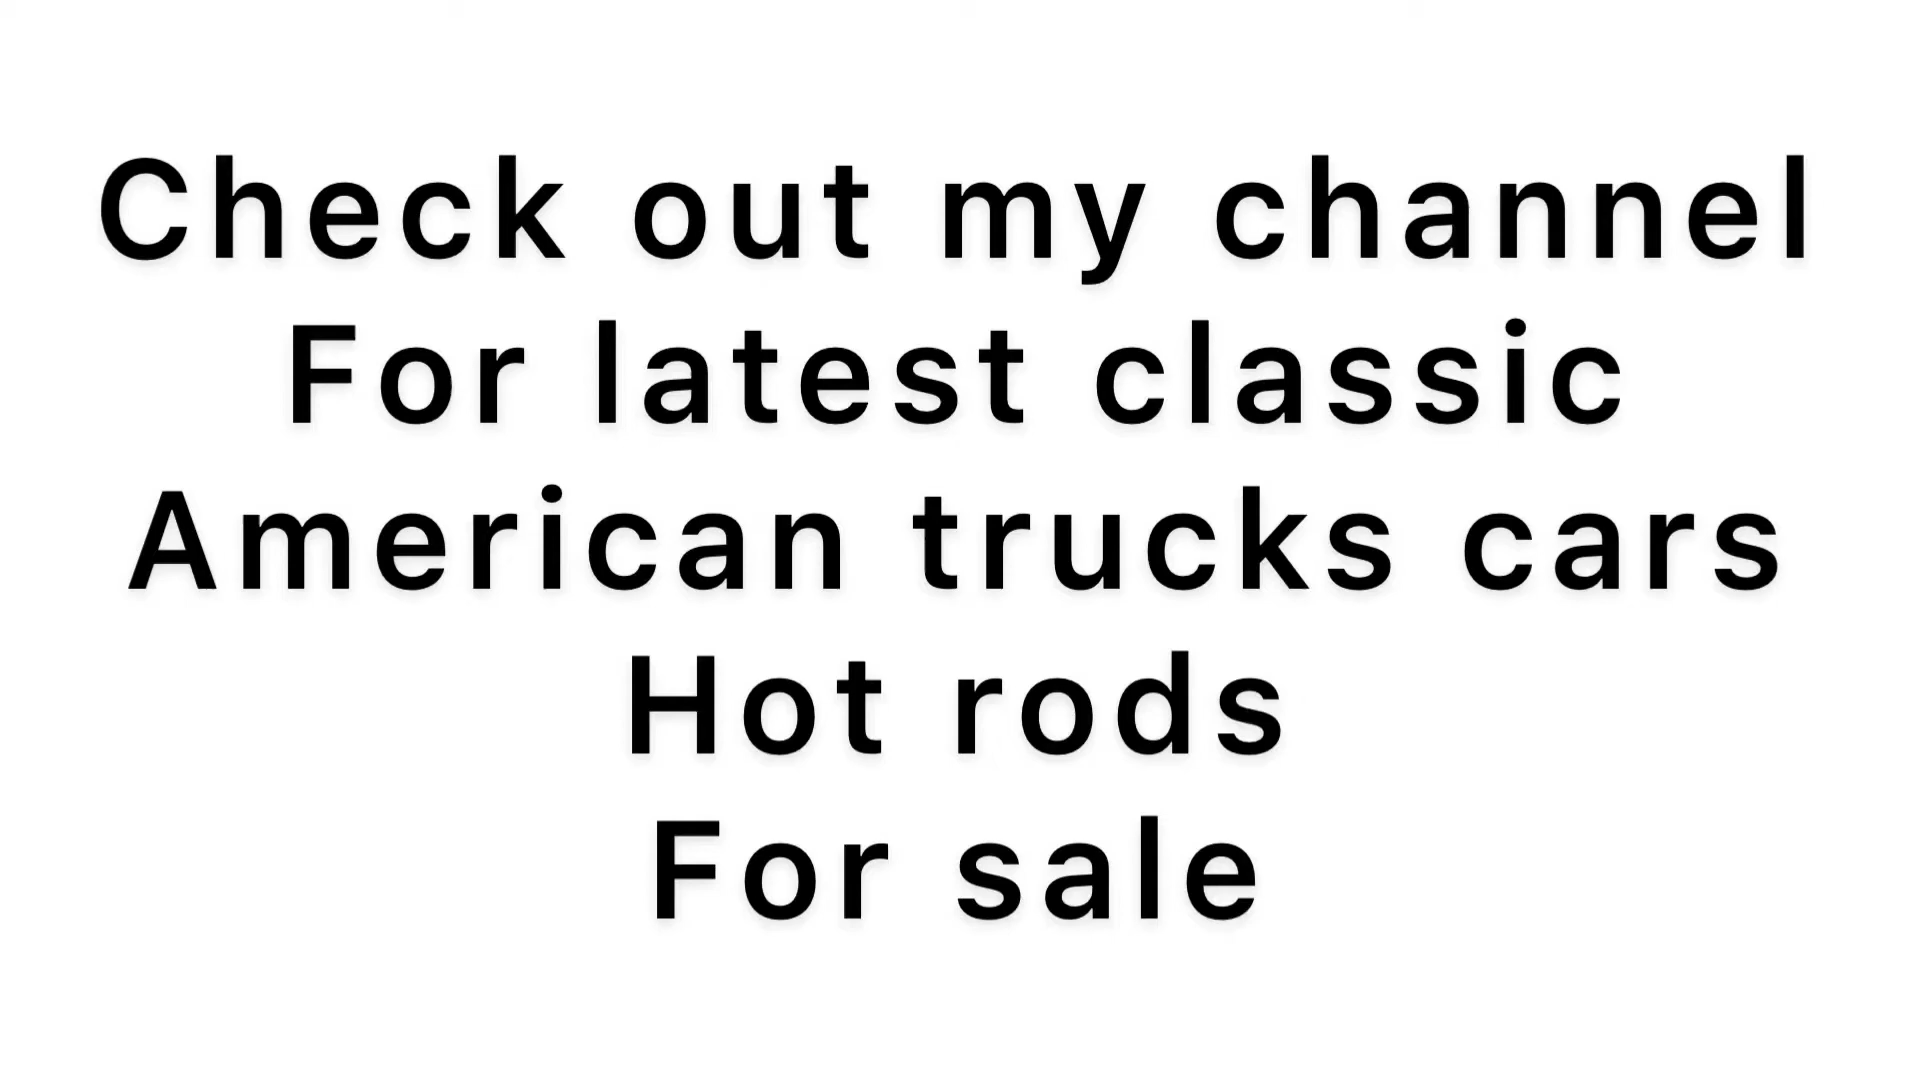 Check out my channel
For latest classic
American trucks cars
Hot rods
For sale